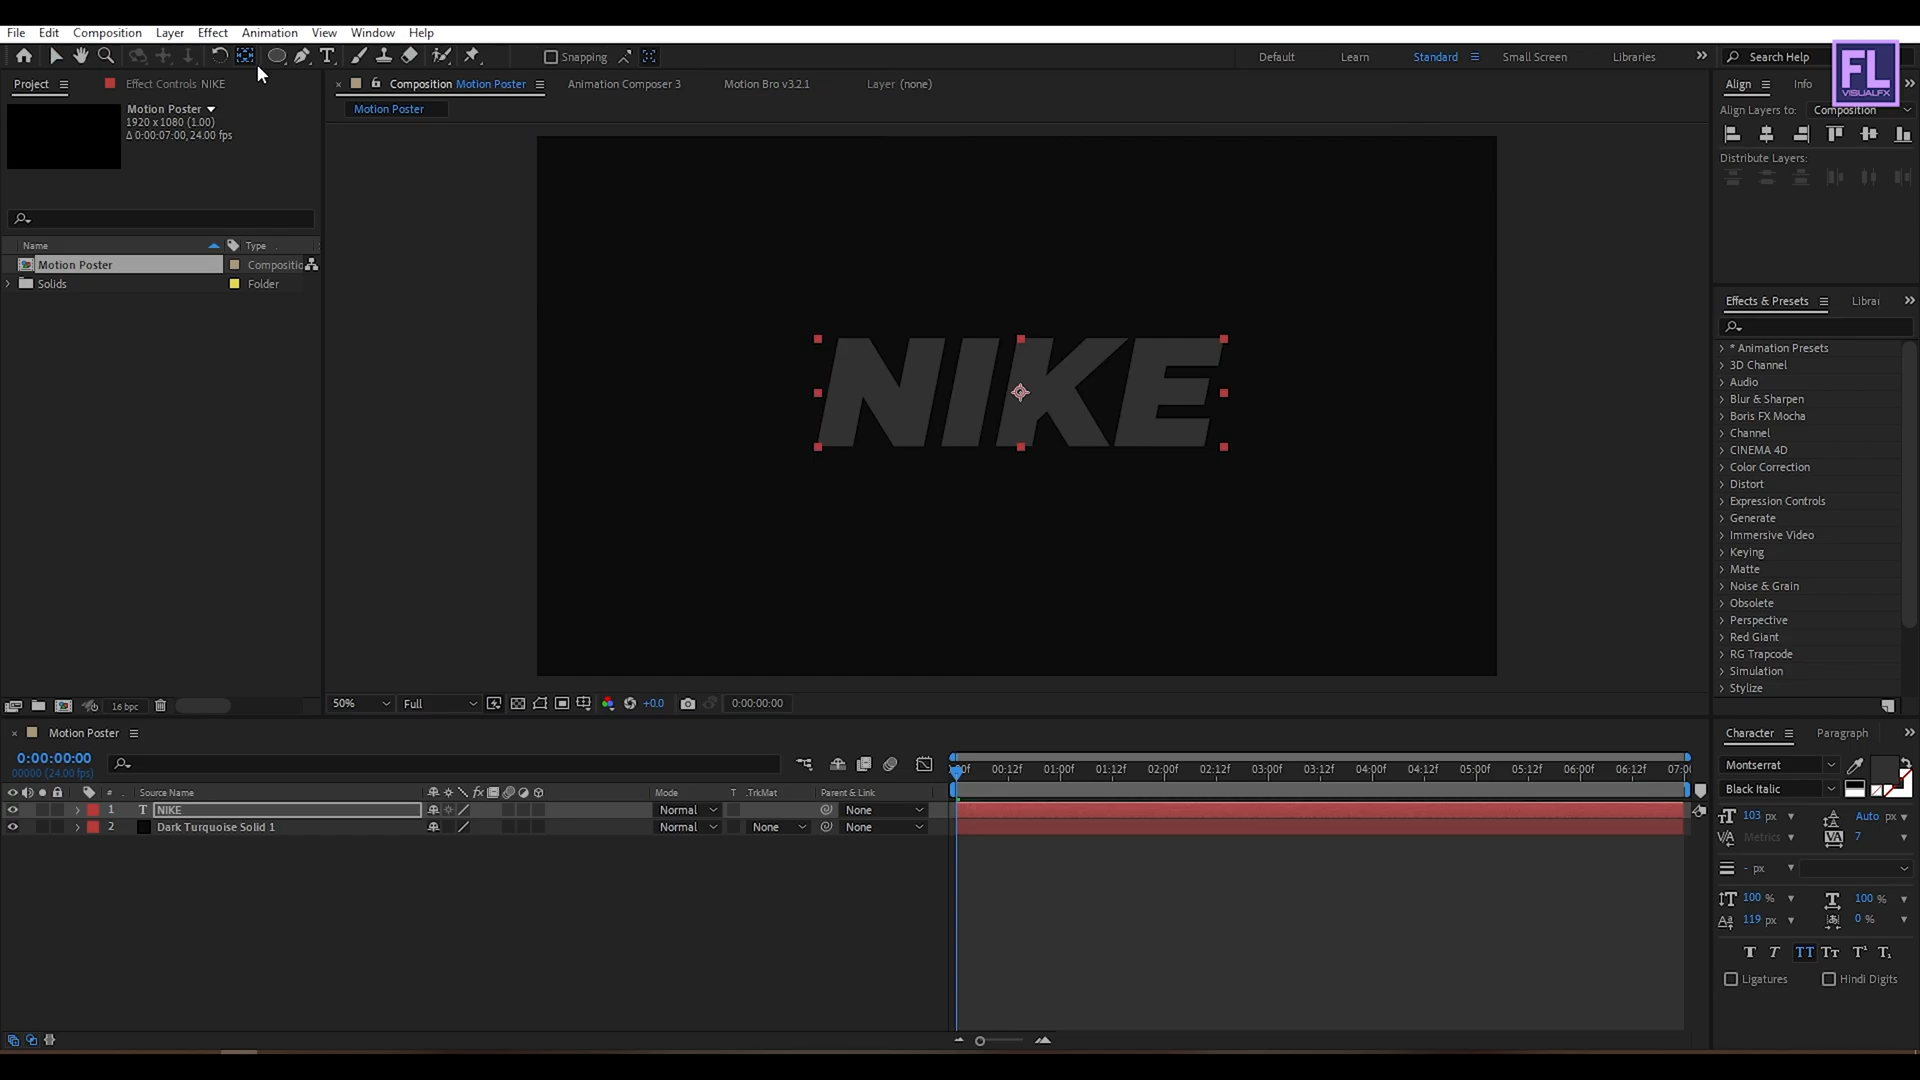 File Edit Composition Layer Effect Animation View Window Help
Snapping Default Learn Standard Small Screen Libraries Search Help
FL
VISUALFX
Project Effect Controls NIKE Composition Motion Poster Animation Composer 3 Motion Bro v3.2.1 Layer (none) Align Info
Motion Poster
1920 x 1080 (1.00)
Δ 0:00:07:00, 24.00 fps
Motion Poster
Align Layers to: Composition
Distribute Layers:
Name Type
Motion Poster Compositio
Solids Folder
NIKE
Effects & Presets Librai
* Animation Presets
3D Channel
Audio
Blur & Sharpen
Boris FX Mocha
Channel
CINEMA 4D
Color Correction
Distort
Expression Controls
Generate
Immersive Video
Keying
Matte
Noise & Grain
Obsolete
Perspective
Red Giant
RG Trapcode
Simulation
Stylize
16 bpc 50% Full +0.0 0:00:00:00
Motion Poster
0:00:00:00
00000 (24.00 fps)
00:12f 01:00f 01:12f 02:00f 02:12f 03:00f 03:12f 04:00f 04:12f 05:00f 05:12f 06:00f 06:12f 07:00
# Source Name fx Mode T .TrkMat Parent & Link
1 T NIKE Normal None
2 Dark Turquoise Solid 1 Normal None None
Character Paragraph
Montserrat
Black Italic
103 px Auto px
Metrics 7
- px
100 % 100 %
119 px 0 %
T T TT Tт T¹ T₁
Ligatures Hindi Digits